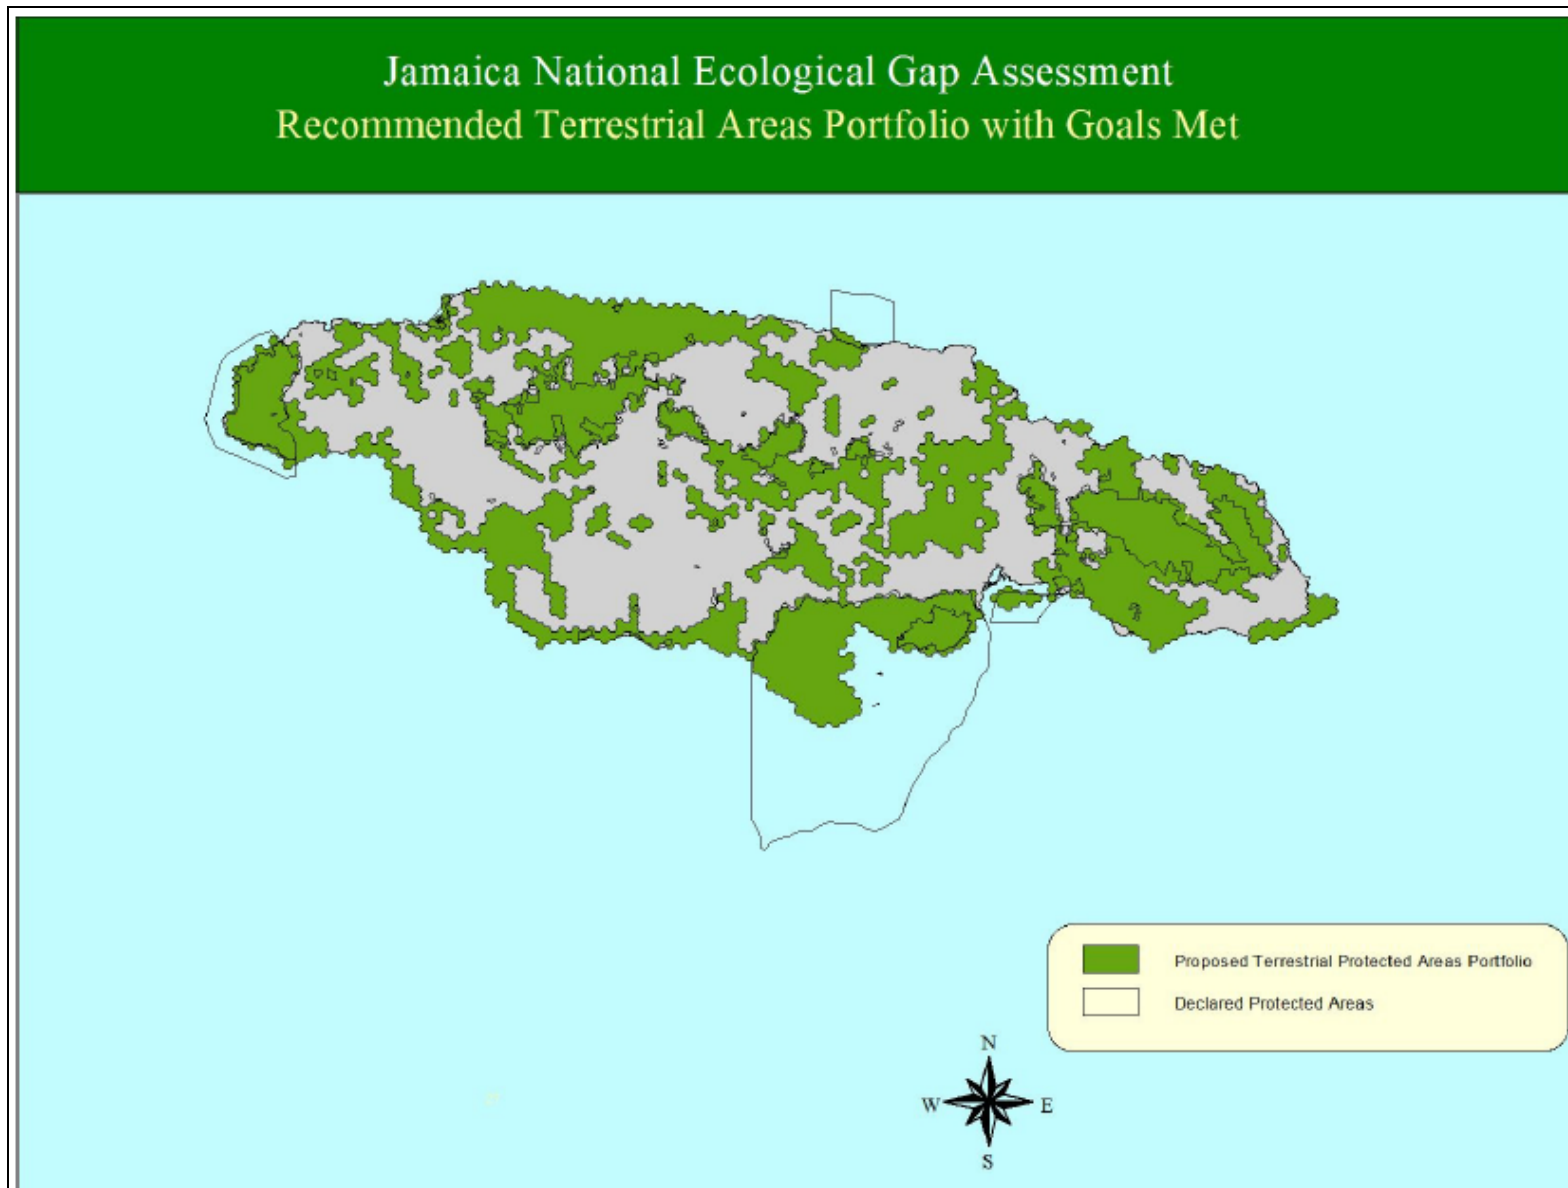 Jamaica National Ecological Gap Assessment
Recommended Terrestrial Areas Portfolio with Goals Met
Proposed Terrestrial Protected Areas Portfolio
Declared Protected Areas
N
W E
S